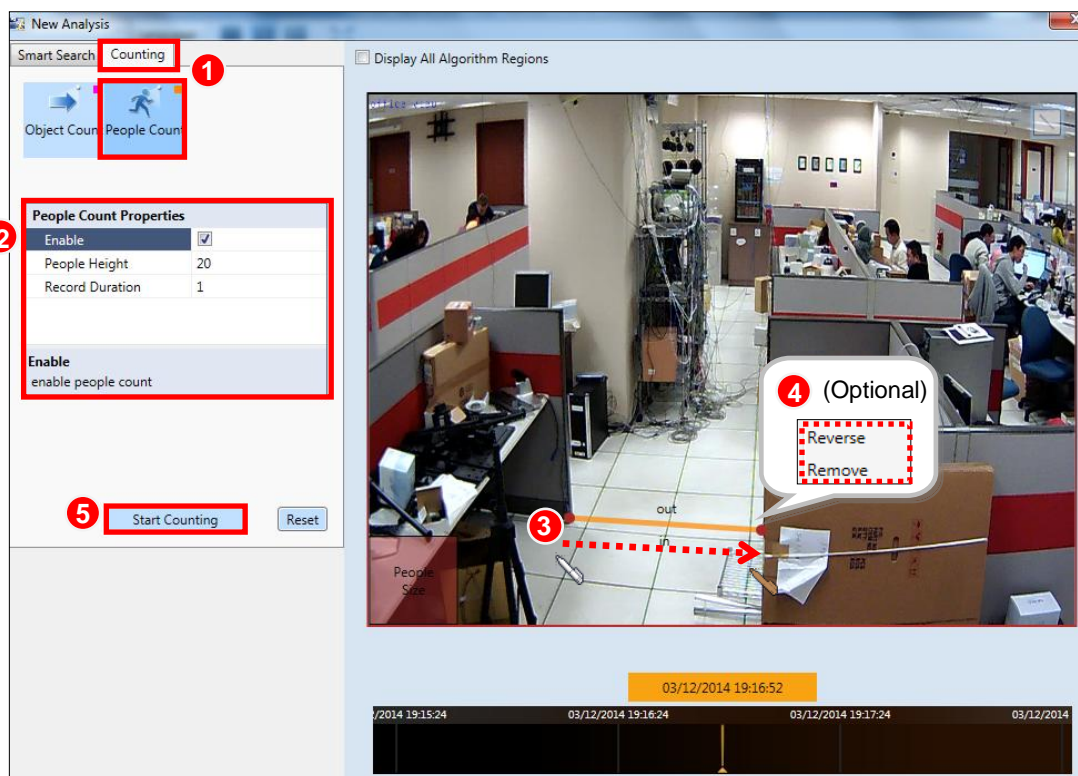 New Analysis
Smart Search
Counting
1
Object Coun
People Coun
2
People Count Properties
Enable
People Height 20
Record Duration 1
Enable
enable people count
5
Start Counting
Reset
Display All Algorithm Regions
4 (Optional)
Reverse
Remove
out
3
in
People
Size
03/12/2014 19:16:52
/2014 19:15:24
03/12/2014 19:16:24
03/12/2014 19:17:24
03/12/2014